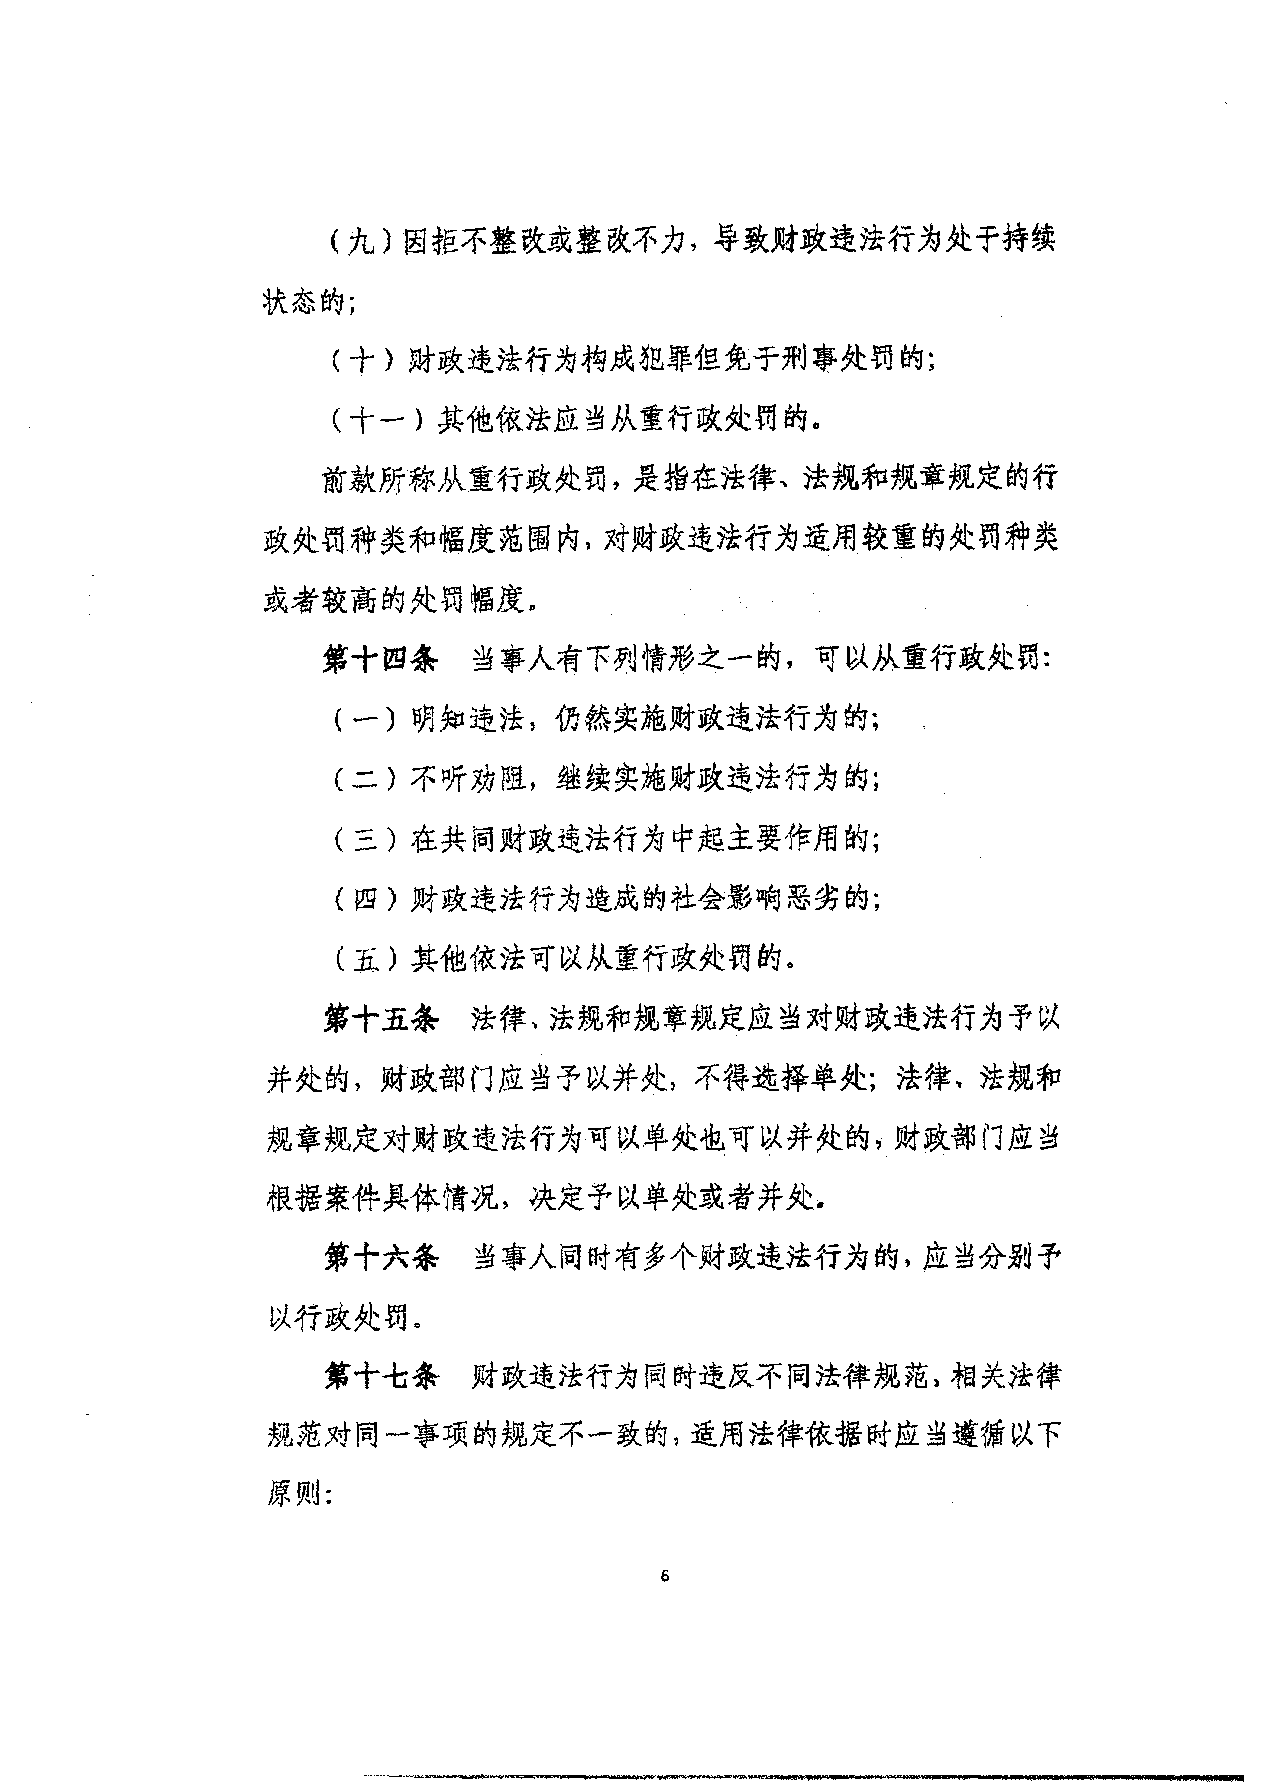 （九）因拒不整改或整改不力，导致财政违法行为处于持续
状态的；
（十）财政违法行为构成犯罪但免于刑事处罚的；
（十一）其他依法应当从重行政处罚的。
前款所称从重行政处罚，是指在法律、法规和规章规定的行
政处罚种类和幅度范围内，对财政违法行为适用较重的处罚种类
或者较高的处罚幅度。
第十四条　当事人有下列情形之一的，可以从重行政处罚：
（一）明知违法，仍然实施财政违法行为的；
（二）不听劝阻，继续实施财政违法行为的；
（三）在共同财政违法行为中起主要作用的；
（四）财政违法行为造成的社会影响恶劣的；
（五）其他依法可以从重行政处罚的。
第十五条　法律、法规和规章规定应当对财政违法行为予以
并处的，财政部门应当予以并处，不得选择单处；法律、法规和
规章规定对财政违法行为可以单处也可以并处的，财政部门应当
根据案件具体情况，决定予以单处或者并处。
第十六条　当事人同时有多个财政违法行为的，应当分别予
以行政处罚。
第十七条　财政违法行为同时违反不同法律规范，相关法律
规范对同一事项的规定不一致的，适用法律依据时应当遵循以下
原则：
6